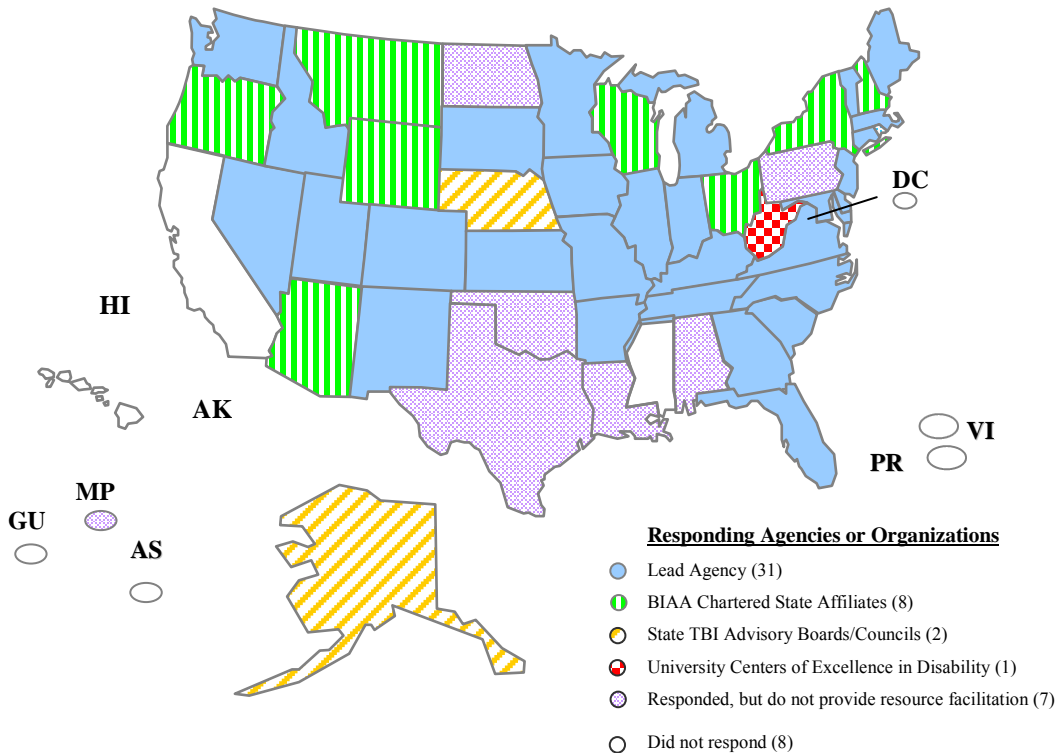 DC
HI
AK
VI
PR
MP
GU
AS
Responding Agencies or Organizations
Lead Agency (31)
BIAA Chartered State Affiliates (8)
State TBI Advisory Boards/Councils (2)
University Centers of Excellence in Disability (1)
Responded, but do not provide resource facilitation (7)
Did not respond (8)